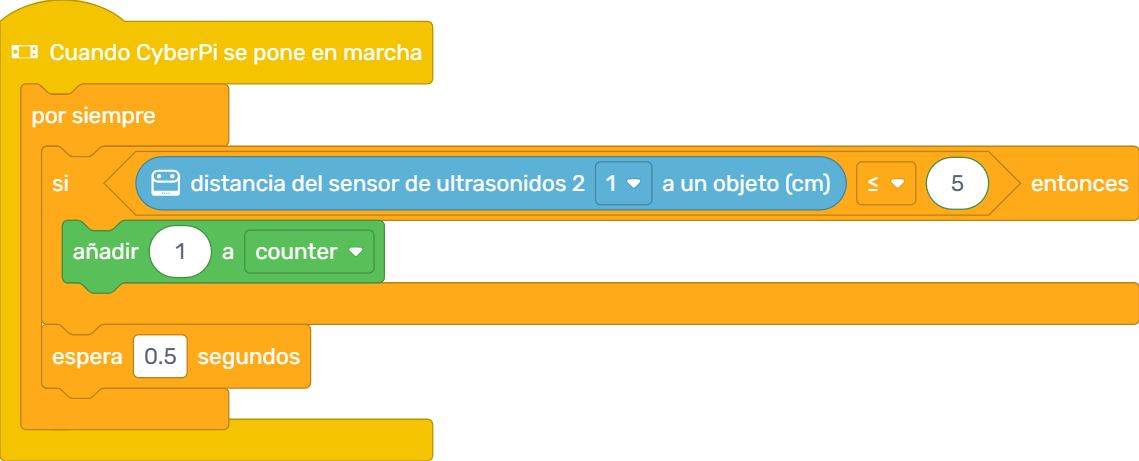 Cuando CyberPi se pone en marcha
por siempre
si distancia del sensor de ultrasonidos 2 1 a un objeto (cm) ≤ 5 entonces
añadir 1 a counter
espera 0.5 segundos